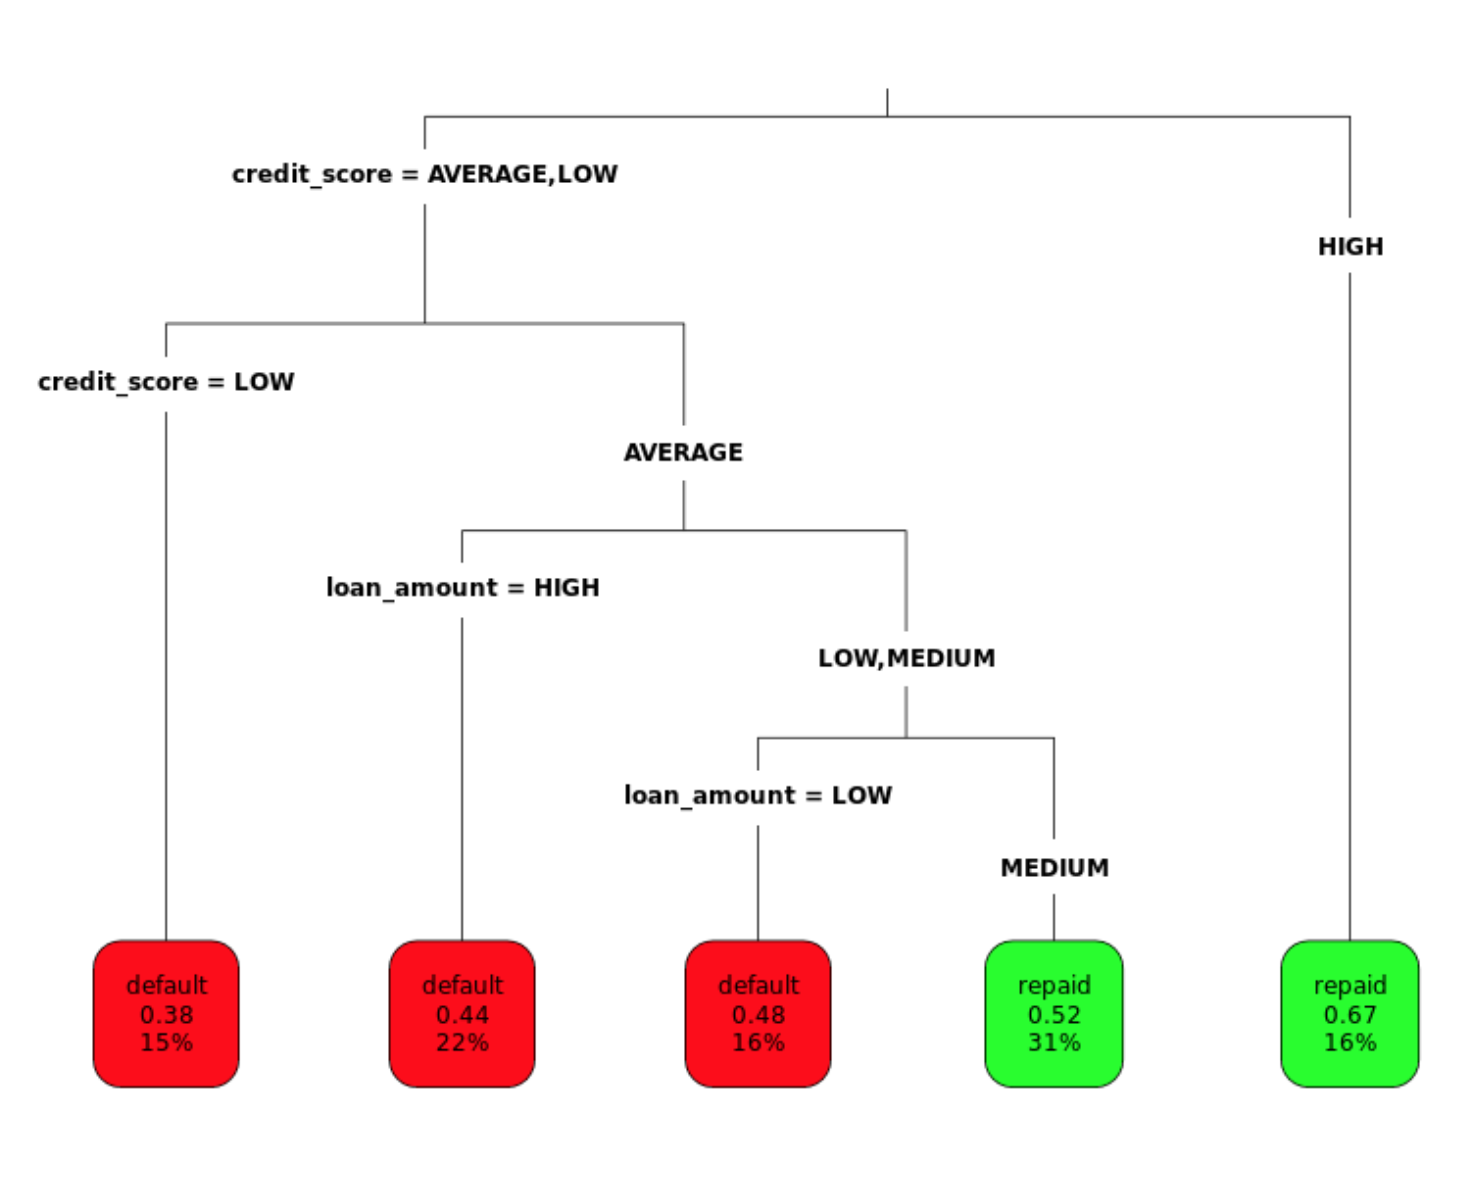 credit_score = AVERAGE,LOW
HIGH
credit_score = LOW
AVERAGE
loan_amount = HIGH
LOW,MEDIUM
loan_amount = LOW
MEDIUM
default
0.38
15%
default
0.44
22%
default
0.48
16%
repaid
0.52
31%
repaid
0.67
16%